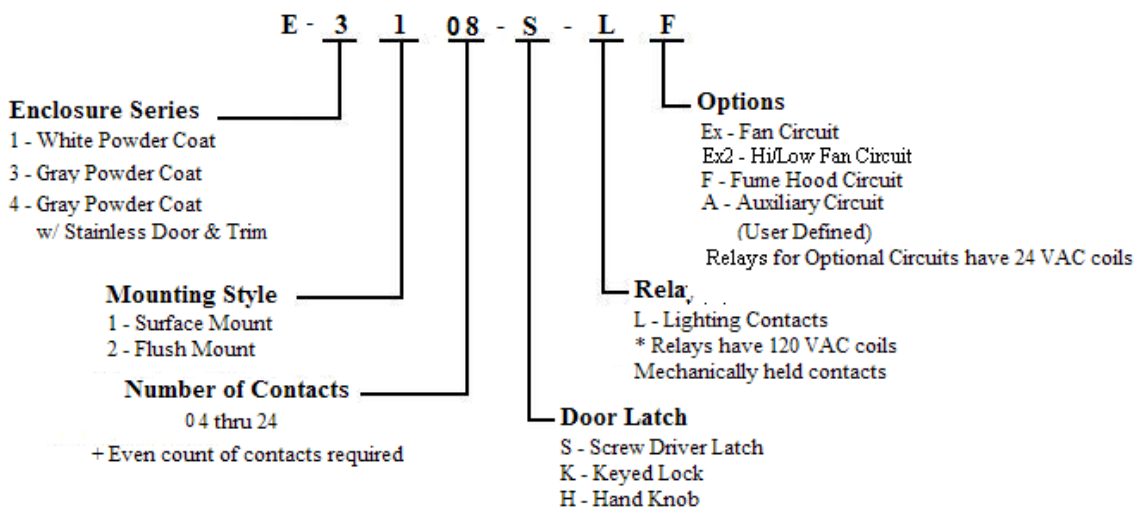 E - 3 1 08 - S - L F
Enclosure Series
1 - White Powder Coat
3 - Gray Powder Coat
4 - Gray Powder Coat
w/ Stainless Door & Trim
Mounting Style
1 - Surface Mount
2 - Flush Mount
Number of Contacts
04 thru 24
+ Even count of contacts required
Options
Ex - Fan Circuit
Ex2 - Hi/Low Fan Circuit
F - Fume Hood Circuit
A - Auxiliary Circuit
(User Defined)
Relays for Optional Circuits have 24 VAC coils
L - Lighting Contacts
* Relays have 120 VAC coils
Mechanically held contacts
Door Latch
S - Screw Driver Latch
K - Keyed Lock
H - Hand Knob